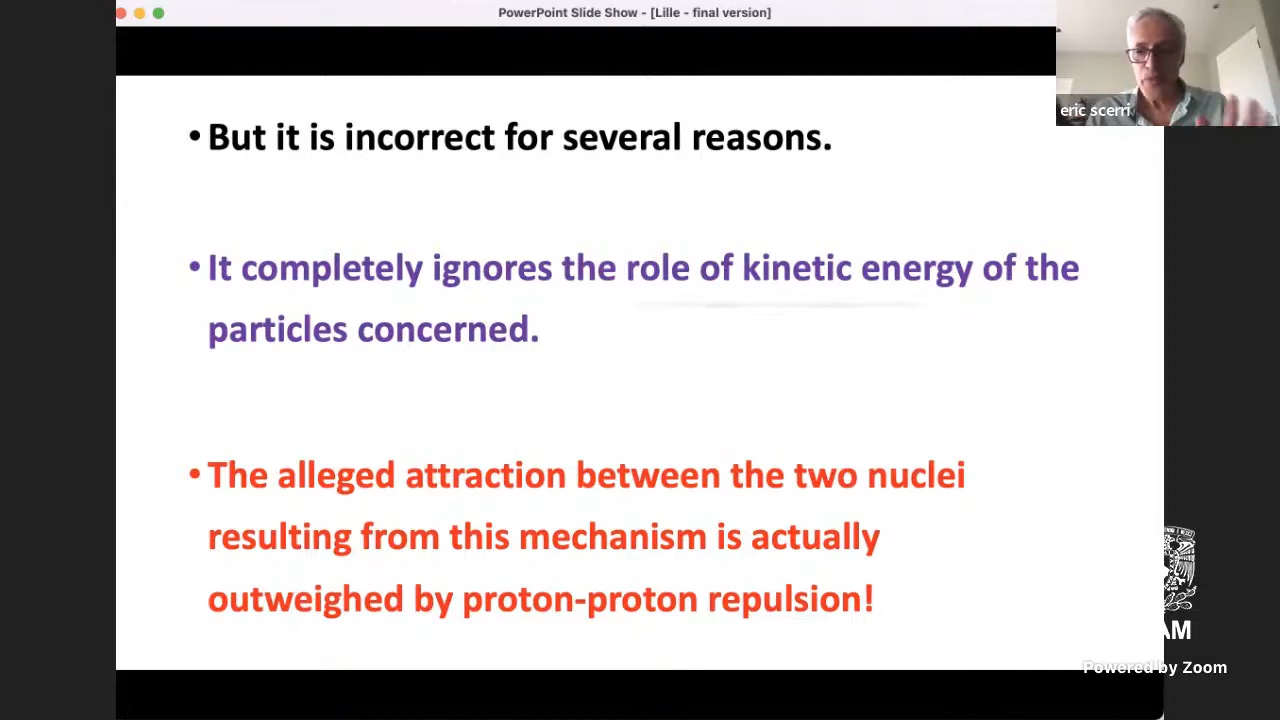 PowerPoint Slide Show - [Lille - final version]
eric scerri
• But it is incorrect for several reasons.
• It completely ignores the role of kinetic energy of the
particles concerned.
• The alleged attraction between the two nuclei
resulting from this mechanism is actually
outweighed by proton-proton repulsion!
AM
Powered by Zoom